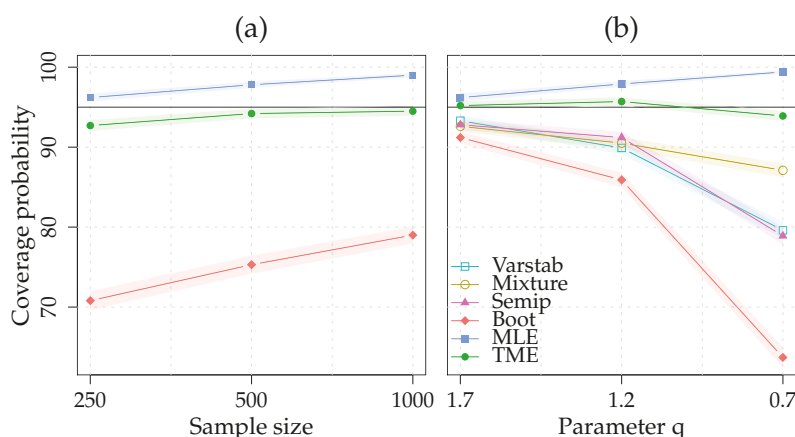 (a)
(b)
Coverage probability
100
90
80
70
250
500
1000
Sample size
Varstab
Mixture
Semip
Boot
MLE
TME
1.7
1.2
0.7
Parameter q